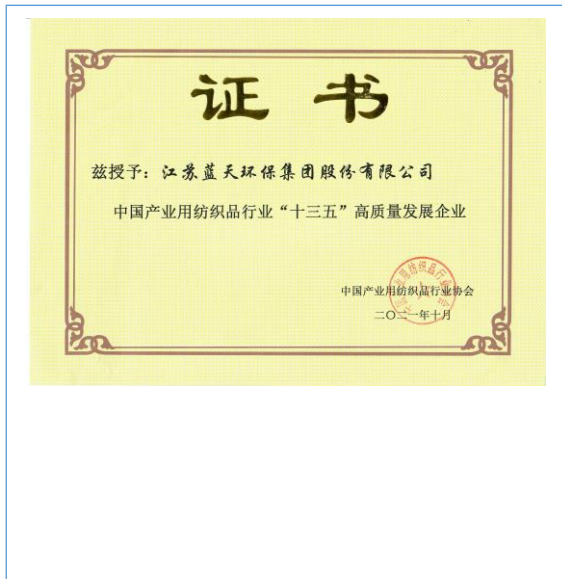 证书
兹授予：江苏蓝天环保集团股份有限公司
中国产业用纺织品行业“十三五”高质量发展企业
中国产业用纺织品行业协会
二〇二一年十月